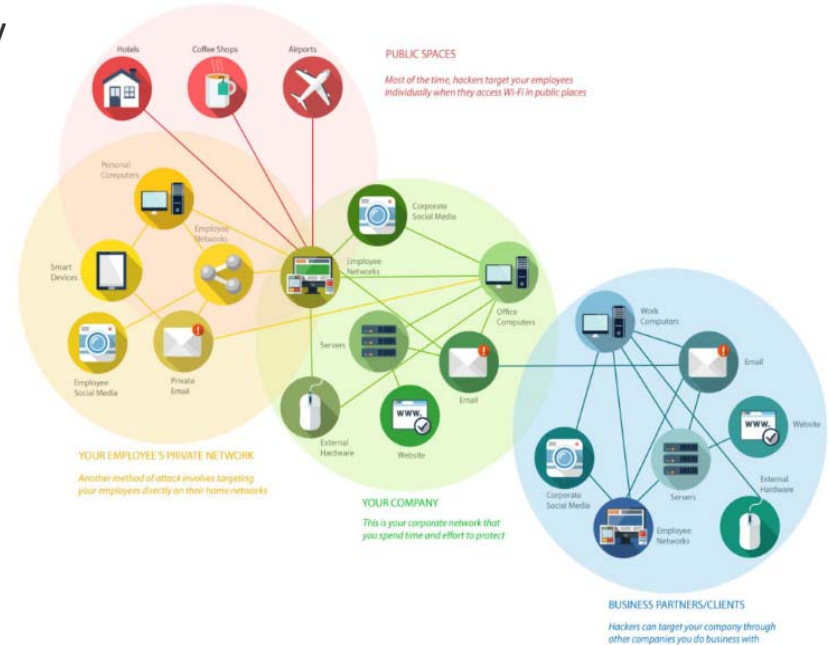 y
Hotels
Coffee Shops
Airports
PUBLIC SPACES
Most of the time, hackers target your employees
individually when they access Wi-Fi in public places
Personal
Computers
Employee
Networks
Smart
Devices
Employee
Social Media
Private
Email
YOUR EMPLOYEE'S PRIVATE NETWORK
Another method of attack involves targeting
your employees directly on their home networks
Corporate
Social Media
Employee
Networks
Office
Computers
Servers
Email
WWW.
External
Hardware
Website
YOUR COMPANY
This is your corporate network that
you spend time and effort to protect
Work
Computers
Email
WWW.
Website
Corporate
Social Media
Servers
External
Hardware
Employee
Networks
BUSINESS PARTNERS/CLIENTS
Hackers can target your company through
other companies you do business with